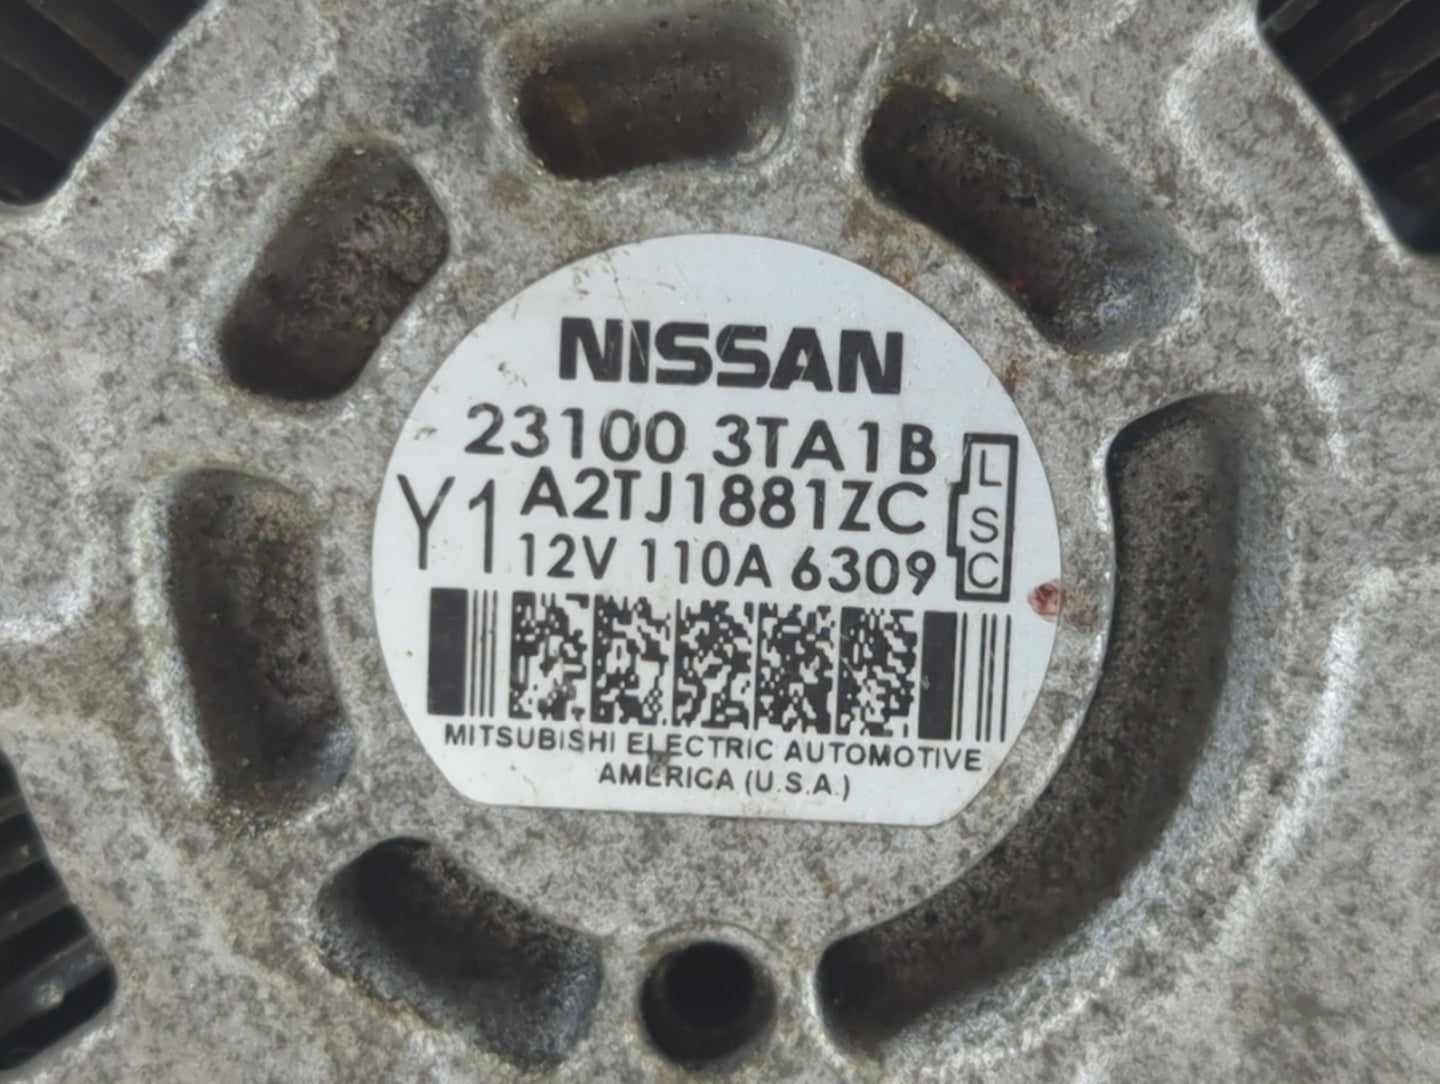 NISSAN
23100 3TA1B
Y1
A2TJ1881ZC
12V 110A 6309
L
S
C
MITSUBISHI ELECTRIC AUTOMOTIVE
AMERICA (U.S.A.)